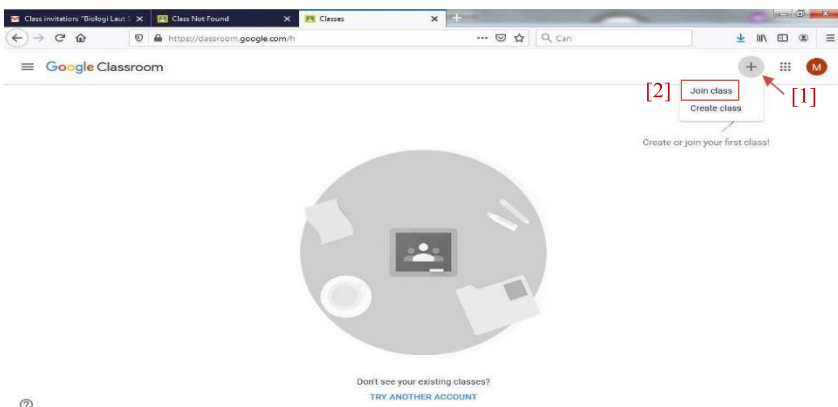 Class invitation: "Biologi Laut
Class Not Found
Classes
https://classroom.google.com/h
Cari
Google Classroom
M
[2]
Join class
[1]
Create class
Create or join your first class!
Don't see your existing classes?
TRY ANOTHER ACCOUNT